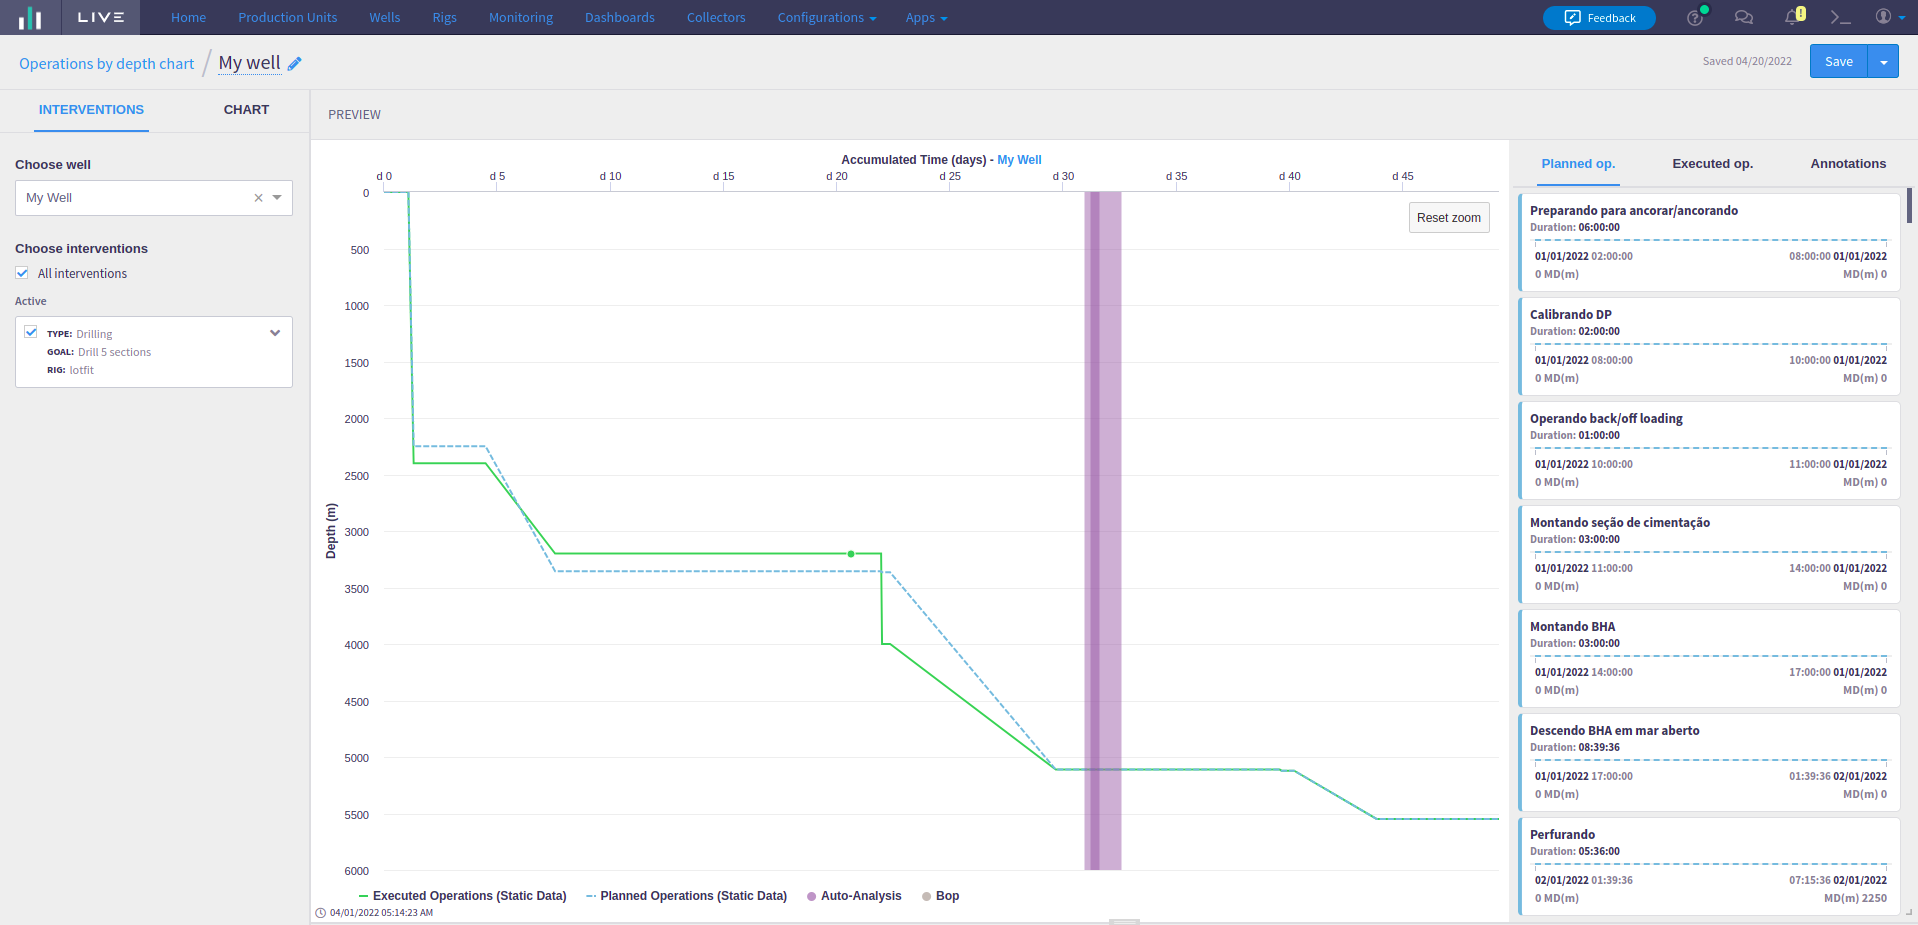 LIVE
Home Production Units Wells Rigs Monitoring Dashboards Collectors Configurations Apps
Feedback
?
!
Operations by depth chart / My well
Saved 04/20/2022
Save
INTERVENTIONS CHART
Choose well
My Well
Choose interventions
All interventions
Active
TYPE: Drilling
GOAL: Drill 5 sections
RIG: lotfit
PREVIEW
Accumulated Time (days) - My Well
d 0 d 5 d 10 d 15 d 20 d 25 d 30 d 35 d 40 d 45
Reset zoom
Depth (m)
0
500
1000
1500
2000
2500
3000
3500
4000
4500
5000
5500
6000
Executed Operations (Static Data) Planned Operations (Static Data) Auto-Analysis Bop
04/01/2022 05:14:23 AM
Planned op. Executed op. Annotations
Preparando para ancorar/ancorando
Duration: 06:00:00
01/01/2022 02:00:00 08:00:00 01/01/2022
0 MD(m) MD(m) 0
Calibrando DP
Duration: 02:00:00
01/01/2022 08:00:00 10:00:00 01/01/2022
0 MD(m) MD(m) 0
Operando back/off loading
Duration: 01:00:00
01/01/2022 10:00:00 11:00:00 01/01/2022
0 MD(m) MD(m) 0
Montando seção de cimentação
Duration: 03:00:00
01/01/2022 11:00:00 14:00:00 01/01/2022
0 MD(m) MD(m) 0
Montando BHA
Duration: 03:00:00
01/01/2022 14:00:00 17:00:00 01/01/2022
0 MD(m) MD(m) 0
Descendo BHA em mar aberto
Duration: 08:39:36
01/01/2022 17:00:00 01:39:36 02/01/2022
0 MD(m) MD(m) 0
Perfurando
Duration: 05:36:00
02/01/2022 01:39:36 07:15:36 02/01/2022
0 MD(m) MD(m) 2250